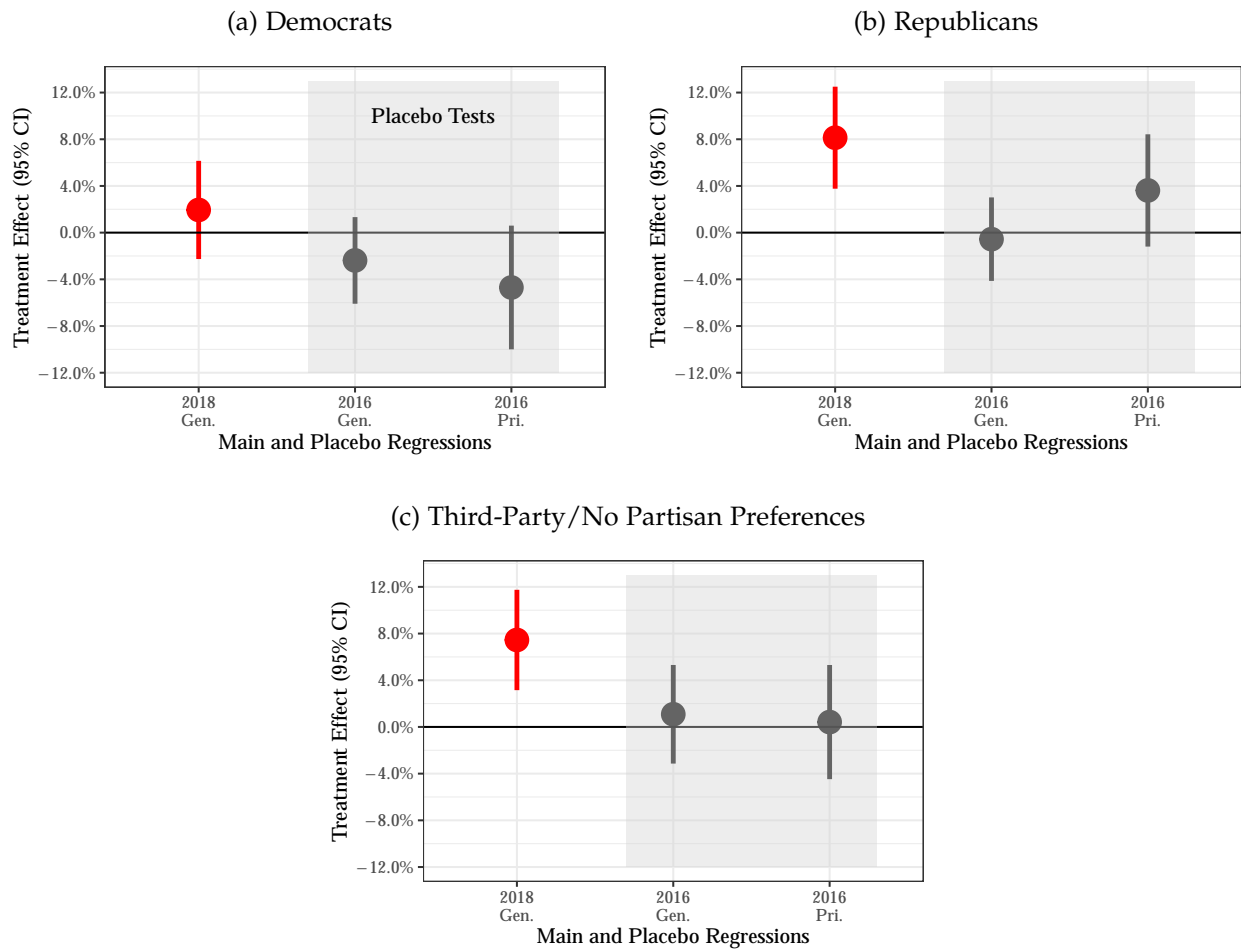 (a) Democrats
Treatment Effect (95% CI)
12.0%
8.0%
4.0%
0.0%
−4.0%
−8.0%
−12.0%
Placebo Tests
2018
Gen.
2016
Gen.
2016
Pri.
Main and Placebo Regressions
(b) Republicans
Treatment Effect (95% CI)
12.0%
8.0%
4.0%
0.0%
−4.0%
−8.0%
−12.0%
2018
Gen.
2016
Gen.
2016
Pri.
Main and Placebo Regressions
(c) Third-Party/No Partisan Preferences
Treatment Effect (95% CI)
12.0%
8.0%
4.0%
0.0%
−4.0%
−8.0%
−12.0%
2018
Gen.
2016
Gen.
2016
Pri.
Main and Placebo Regressions